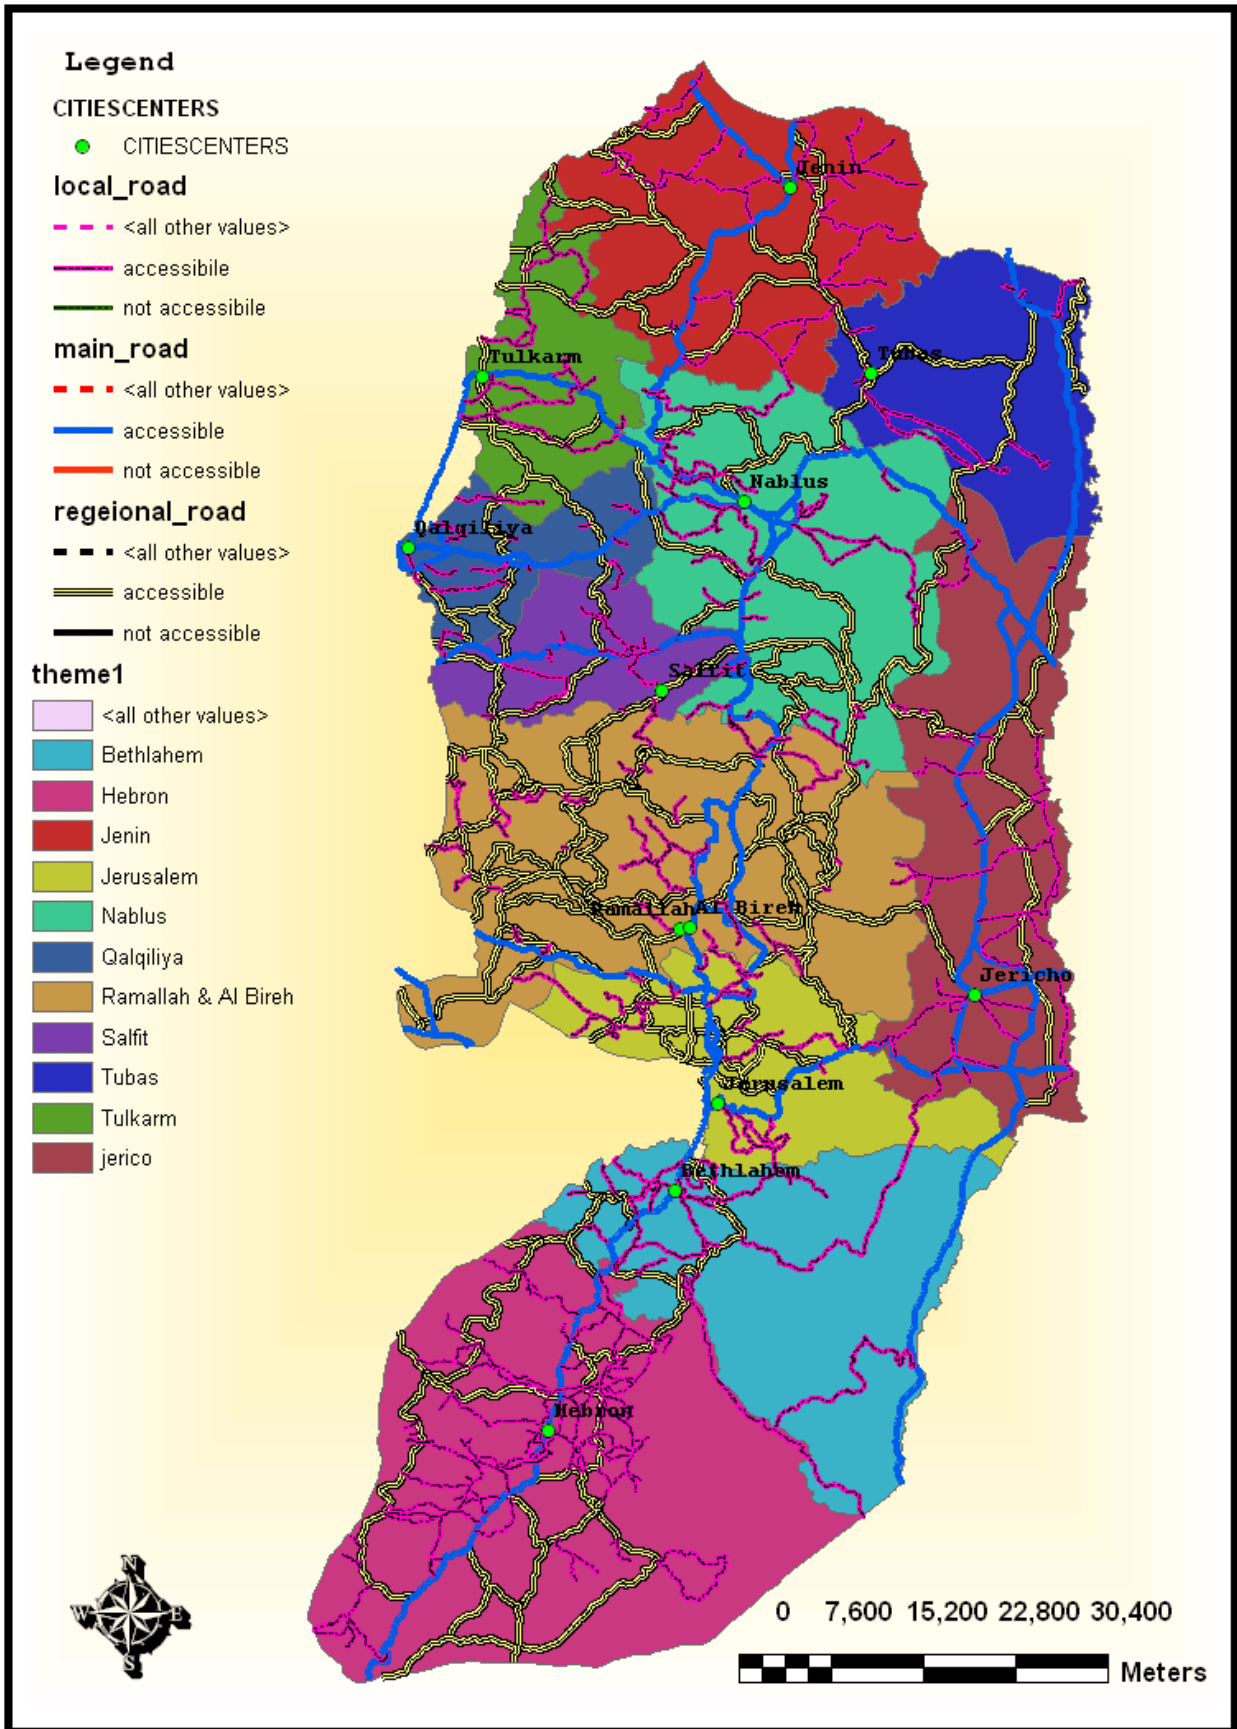 Legend
CITIESCENTERS
CITIESCENTERS
local_road
<all other values>
accessibile
not accessibile
main_road
<all other values>
accessible
not accessible
regeional_road
<all other values>
accessible
not accessible
theme1
<all other values>
Bethlahem
Hebron
Jenin
Jerusalem
Nablus
Qalqiliya
Ramallah & Al Bireh
Salfit
Tubas
Tulkarm
jerico
Jenin
Tulkarm
Tubas
Nablus
Qalqiliya
Salfit
Ramallah Al Bireh
Jericho
Jerusalem
Bethlahem
Hebron
N
W E
S
0 7,600 15,200 22,800 30,400
Meters